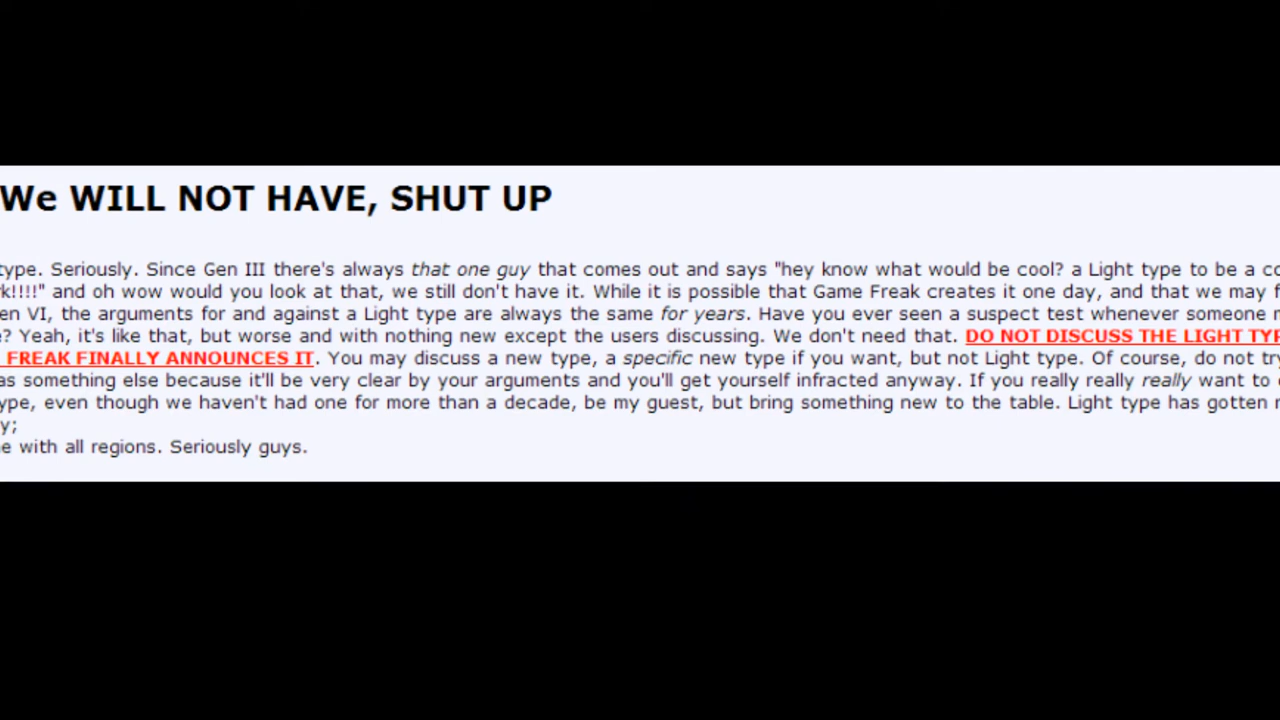 We WILL NOT HAVE, SHUT UP
type. Seriously. Since Gen III there's always that one guy that comes out and says "hey know what would be cool? a Light type to be a co
rk!!!!" and oh wow would you look at that, we still don't have it. While it is possible that Game Freak creates it one day, and that we may f
en VI, the arguments for and against a Light type are always the same for years. Have you ever seen a suspect test whenever someone
e? Yeah, it's like that, but worse and with nothing new except the users discussing. We don't need that. DO NOT DISCUSS THE LIGHT TYP
FREAK FINALLY ANNOUNCES IT. You may discuss a new type, a specific new type if you want, but not Light type. Of course, do not try
as something else because it'll be very clear by your arguments and you'll get yourself infracted anyway. If you really really really want to
ype, even though we haven't had one for more than a decade, be my guest, but bring something new to the table. Light type has gotten
y;
e with all regions. Seriously guys.